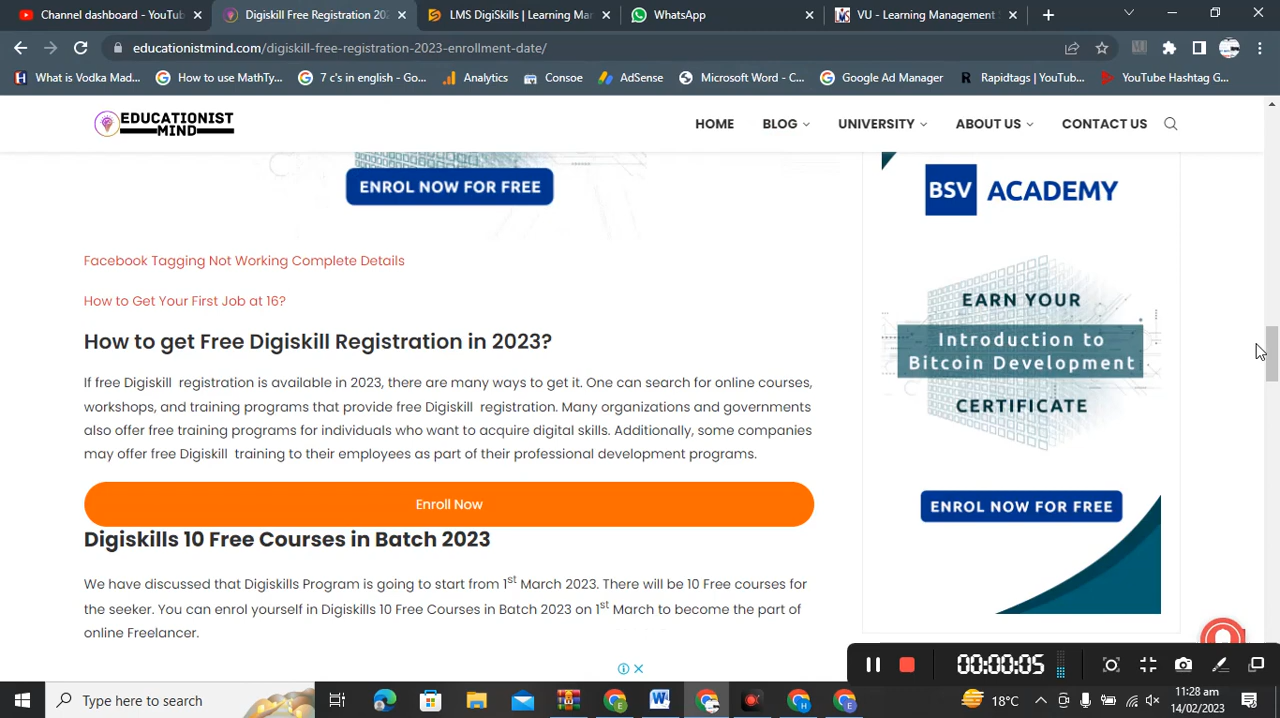 Channel dashboard - YouTu
Digiskill Free Registration 202
LMS DigiSkills | Learning Mar
WhatsApp
VU - Learning Management S
educationistmind.com/digiskill-free-registration-2023-enrollment-date/
What is Vodka Mad...
How to use MathTy...
7 c's in english - Go...
Analytics
Consoe
AdSense
Microsoft Word - C...
Google Ad Manager
Rapidtags | YouTub...
YouTube Hashtag G...
EDUCATIONIST
MIND
HOME
BLOG
UNIVERSITY
ABOUT US
CONTACT US
ENROL NOW FOR FREE
Facebook Tagging Not Working Complete Details
How to Get Your First Job at 16?
How to get Free Digiskill Registration in 2023?
If free Digiskill registration is available in 2023, there are many ways to get it. One can search for online courses,
workshops, and training programs that provide free Digiskill registration. Many organizations and governments
also offer free training programs for individuals who want to acquire digital skills. Additionally, some companies
may offer free Digiskill training to their employees as part of their professional development programs.
Enroll Now
Digiskills 10 Free Courses in Batch 2023
We have discussed that Digiskills Program is going to start from 1st March 2023. There will be 10 Free courses for
the seeker. You can enrol yourself in Digiskills 10 Free Courses in Batch 2023 on 1st March to become the part of
online Freelancer.
BSV ACADEMY
EARN YOUR
Introduction to
Bitcoin Development
CERTIFICATE
ENROL NOW FOR FREE
00:00:05
Type here to search
18°C
11:28 am
14/02/2023